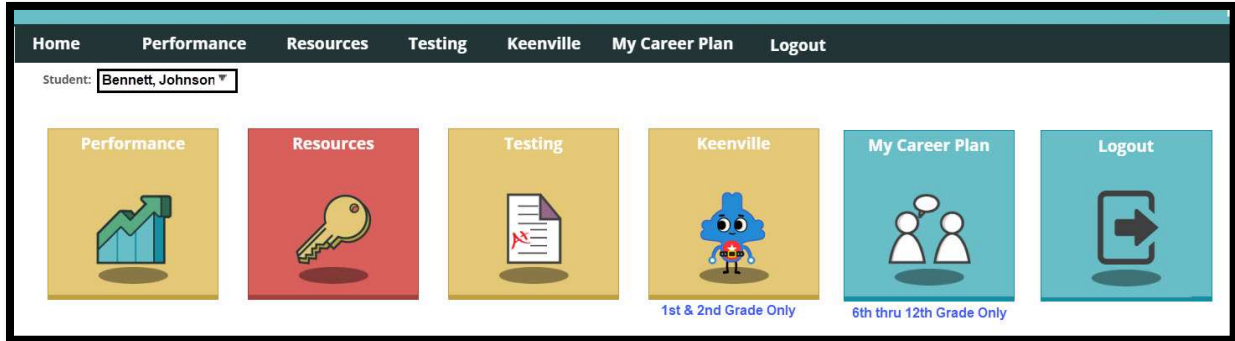 Home Performance Resources Testing Keenville My Career Plan Logout
Student: Bennett, Johnson
Performance Resources Testing Keenville My Career Plan Logout
A+
1st & 2nd Grade Only 6th thru 12th Grade Only